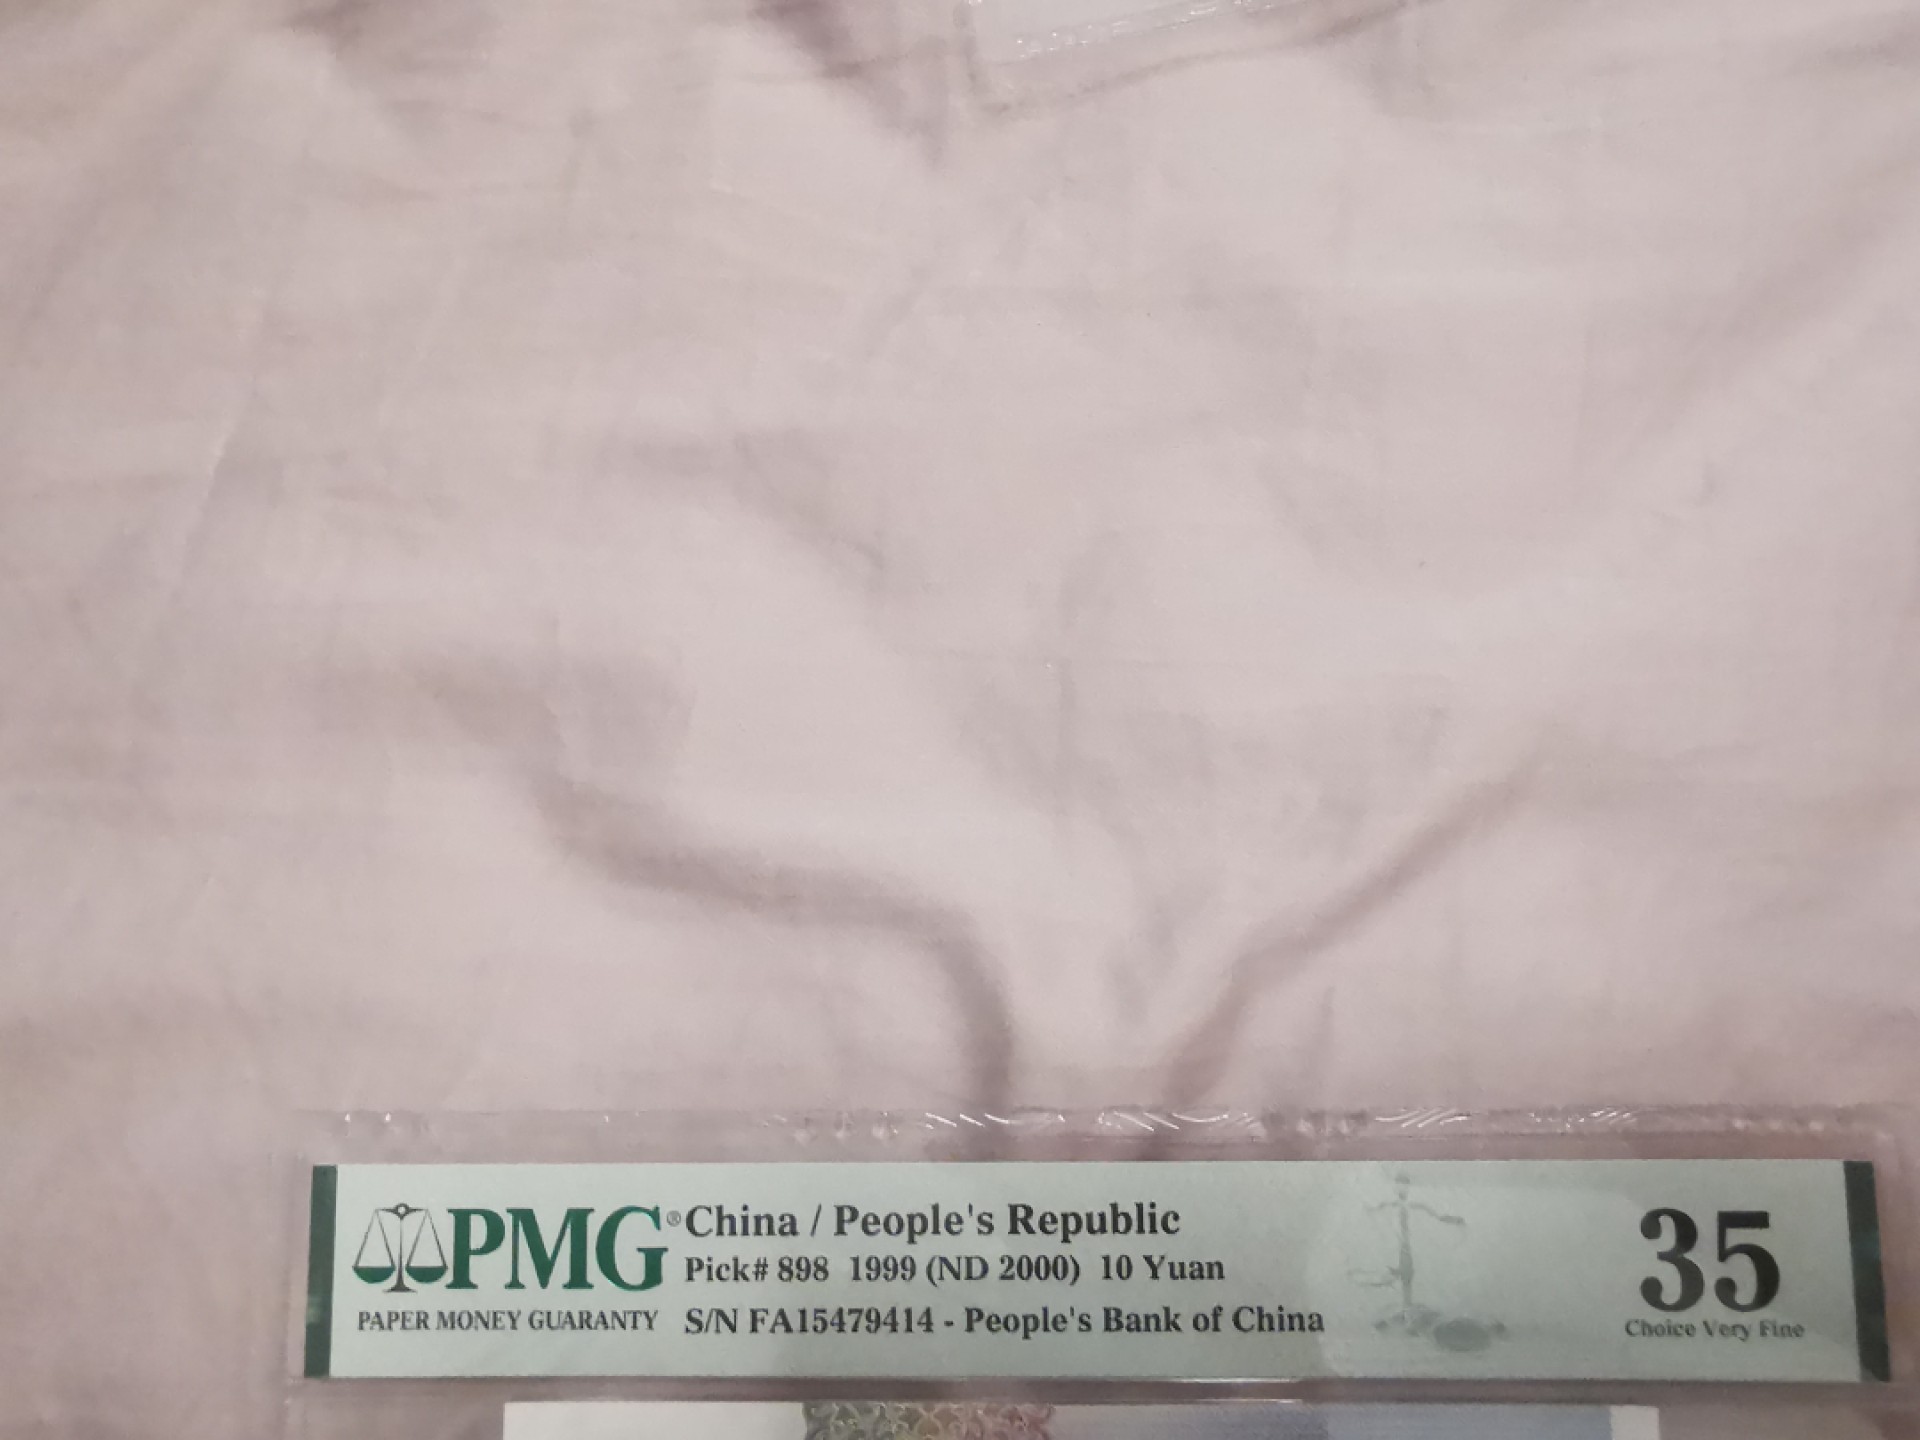 PMG®
PAPER MONEY GUARANTY
China / People's Republic
Pick# 898 1999 (ND 2000) 10 Yuan
S/N FA15479414 - People's Bank of China
35
Choice Very Fine